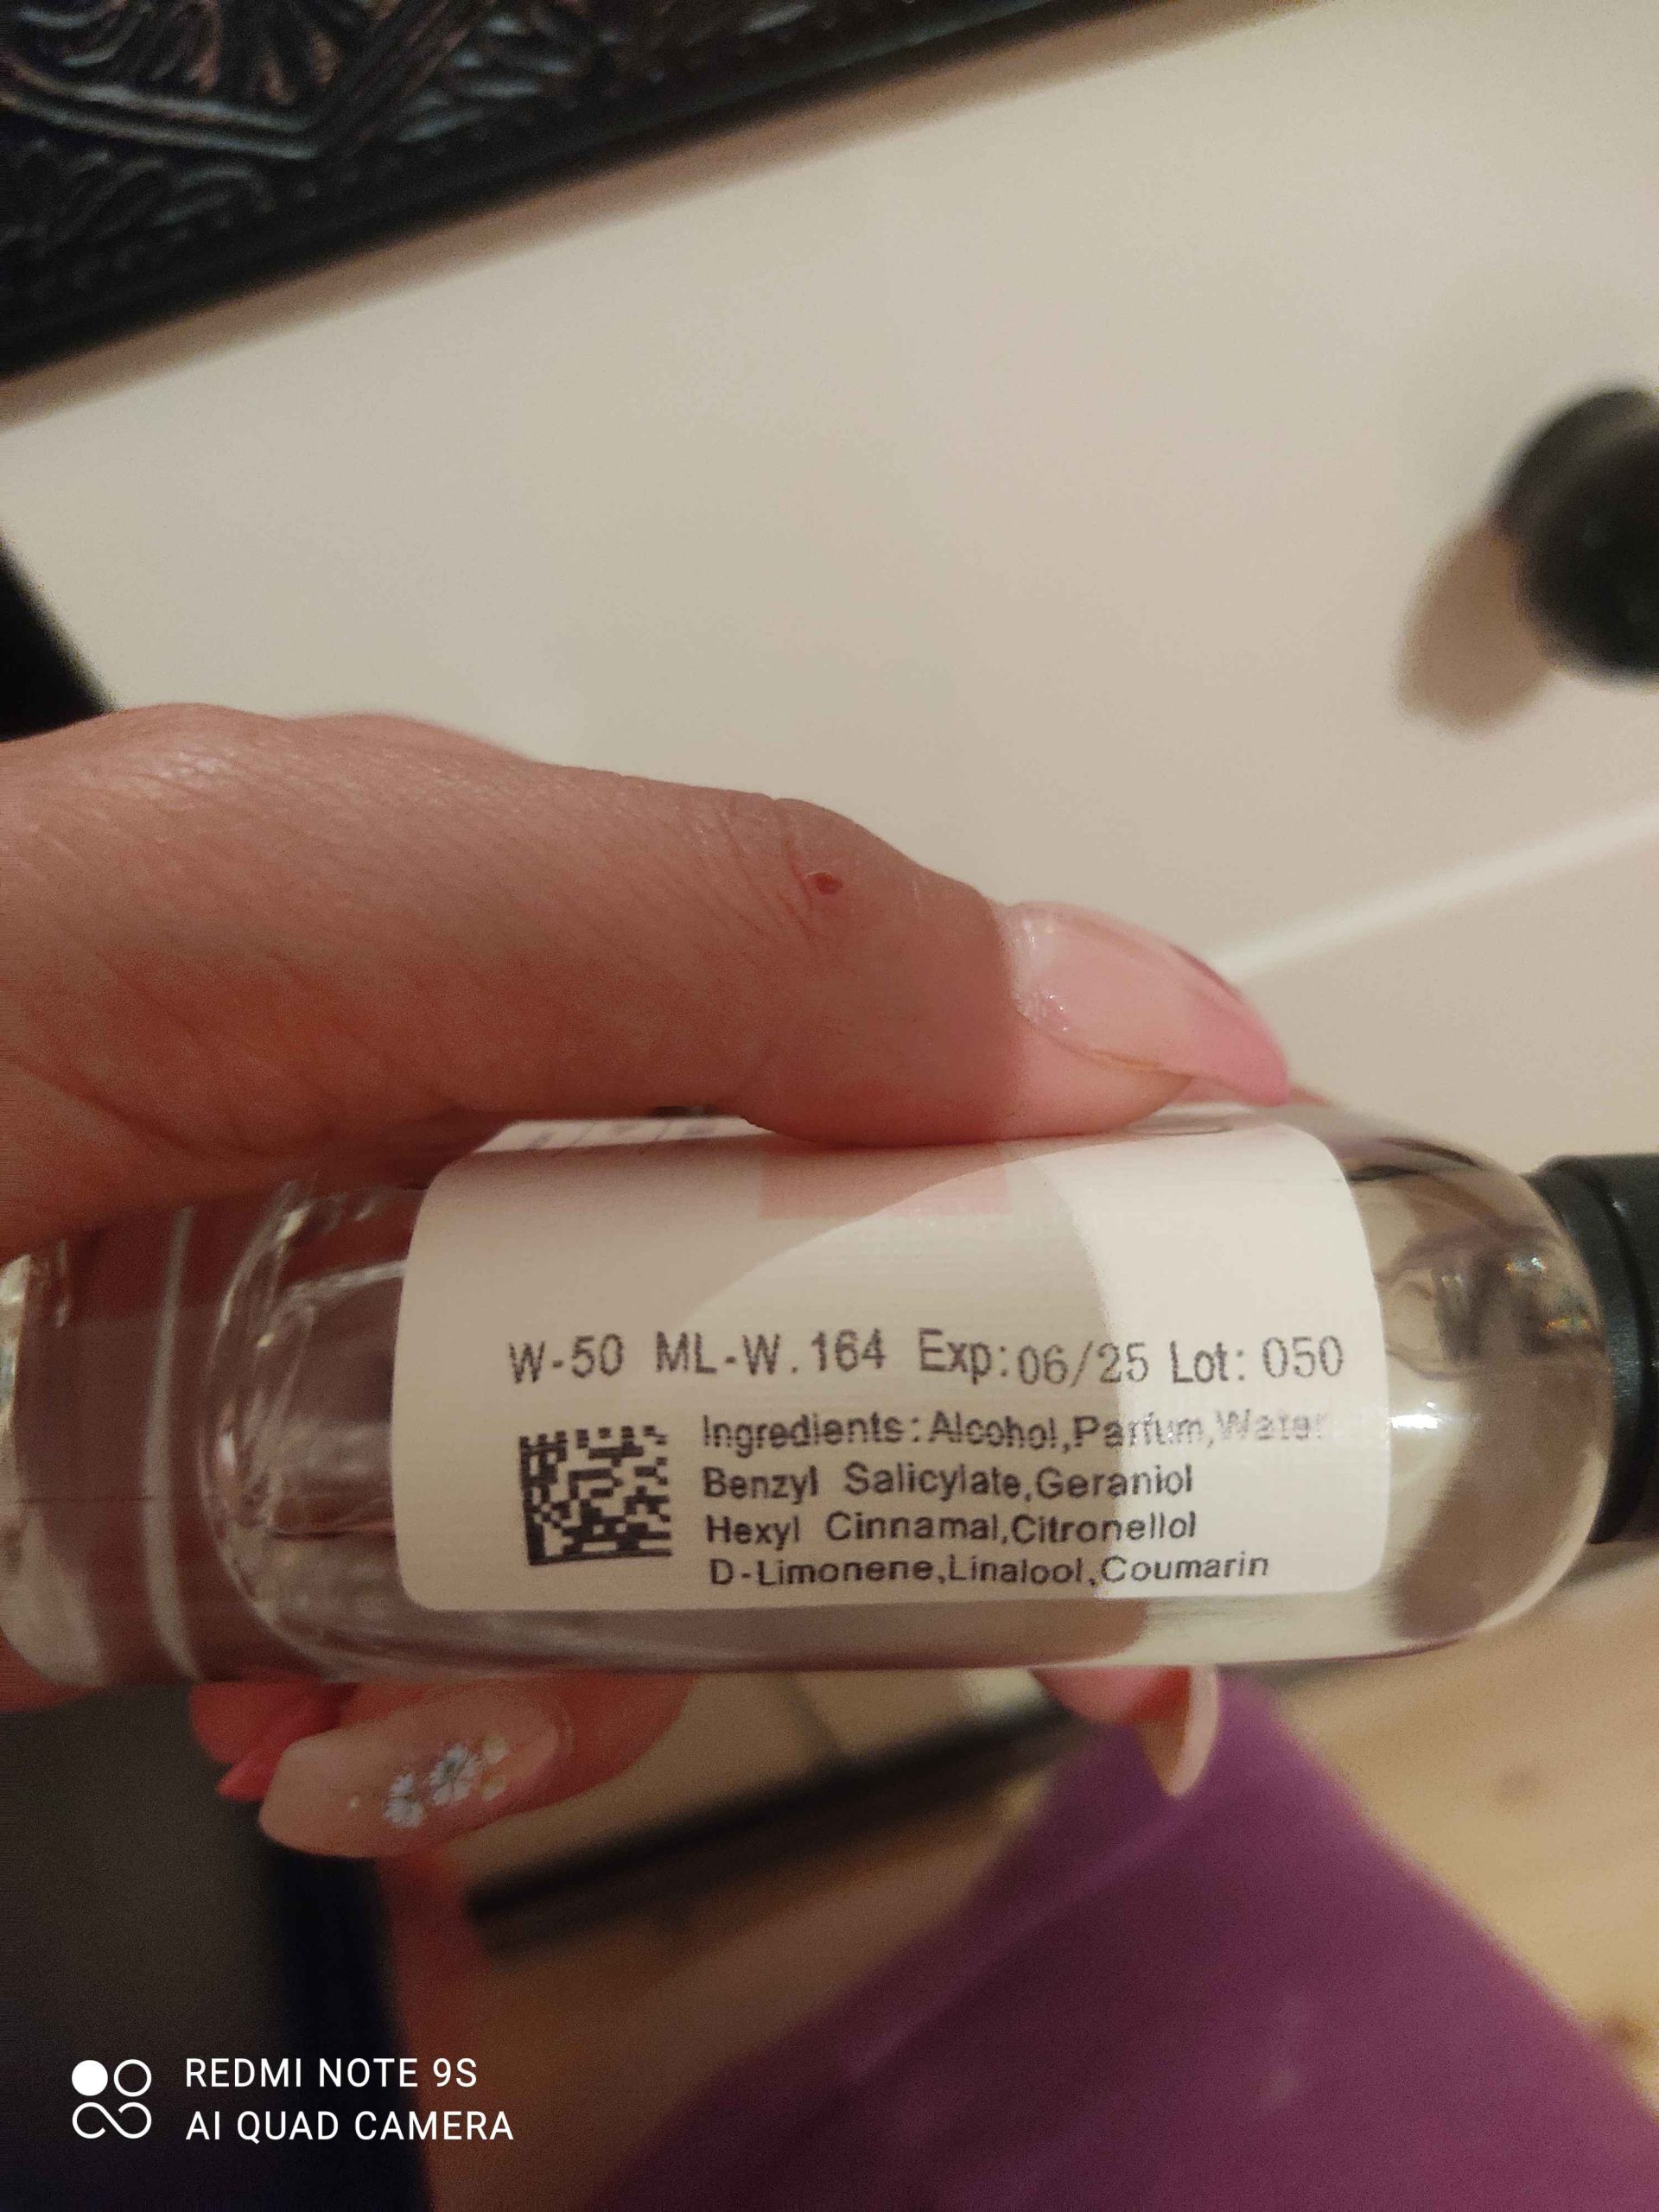 W-50 ML-W.164 Exp:06/25 Lot: 050
Ingredients:Alcohol,Parfum,Water
Benzyl Salicylate,Geraniol
Hexyl Cinnamal,Citronellol
D-Limonene,Linalool,Coumarin
REDMI NOTE 9S
AI QUAD CAMERA